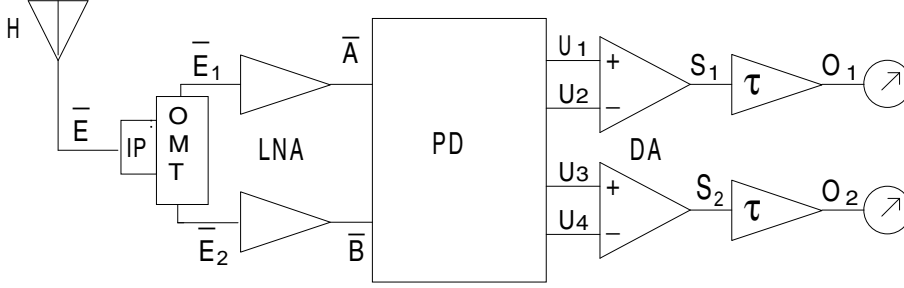 H
E̅
IP
O
M
T
E̅₁
E̅₂
LNA
A̅
B̅
PD
U1
U2
U3
U4
+
−
+
−
DA
S₁
S₂
τ
τ
O₁
O₂